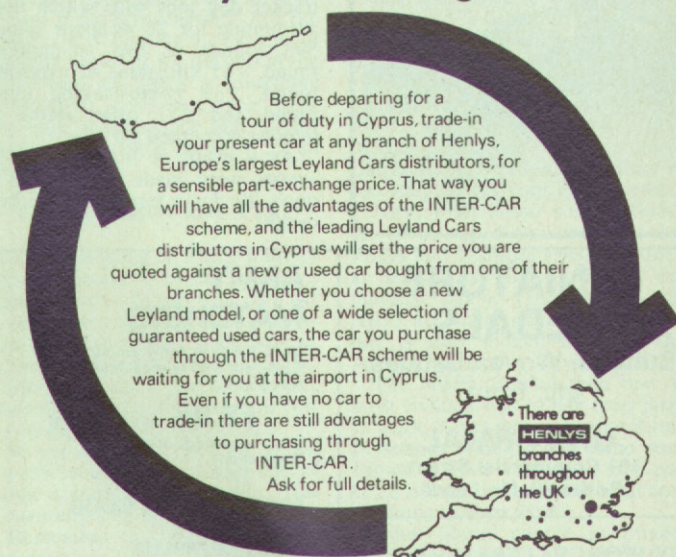 Before departing for a
tour of duty in Cyprus, trade-in
your present car at any branch of Henlys,
Europe's largest Leyland Cars distributors, for
a sensible part-exchange price. That way you
will have all the advantages of the INTER-CAR
scheme, and the leading Leyland Cars
distributors in Cyprus will set the price you are
quoted against a new or used car bought from one of their
branches. Whether you choose a new
Leyland model, or one of a wide selection of
guaranteed used cars, the car you purchase
through the INTER-CAR scheme will be
waiting for you at the airport in Cyprus.
Even if you have no car to
trade-in there are still advantages
to purchasing through
INTER-CAR.
Ask for full details.
There are
HENLYS
branches
throughout
the UK